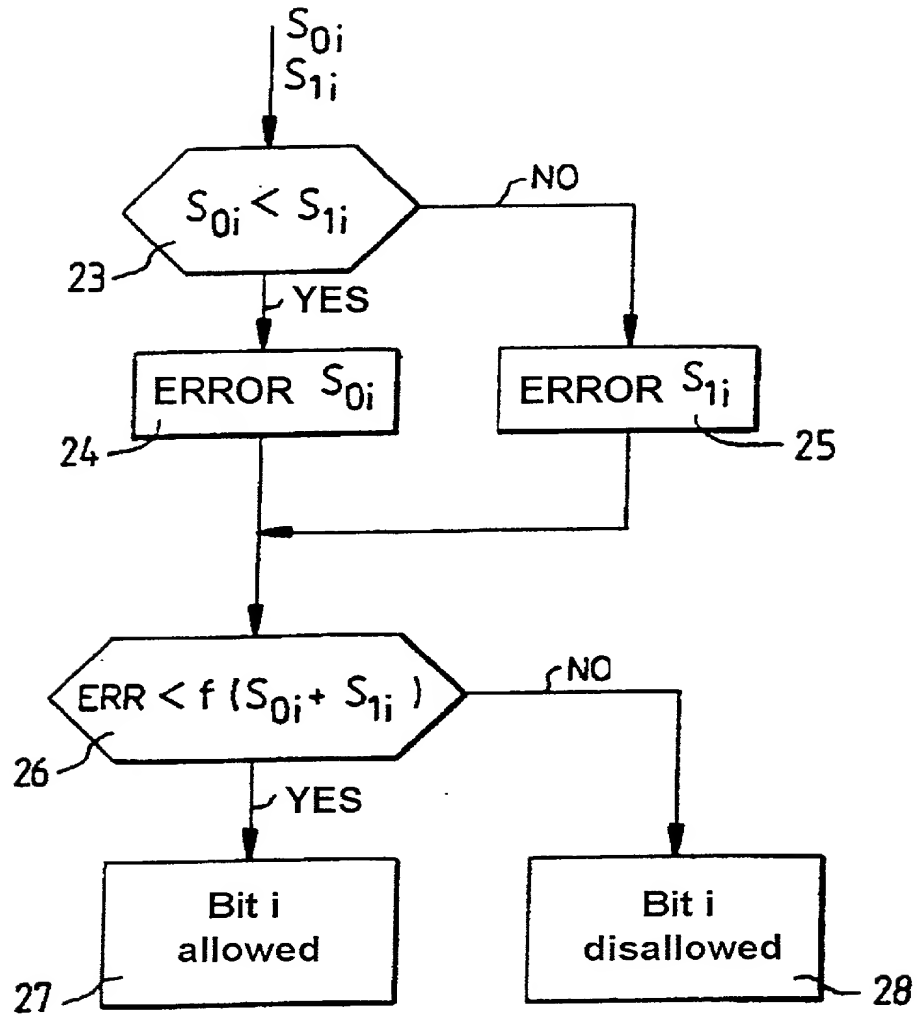 S0i
S1i
S0i < S1i
NO
23
YES
ERROR S0i
ERROR S1i
24
25
ERR < f (S0i + S1i )
NO
26
YES
Bit i
allowed
Bit i
disallowed
27
28